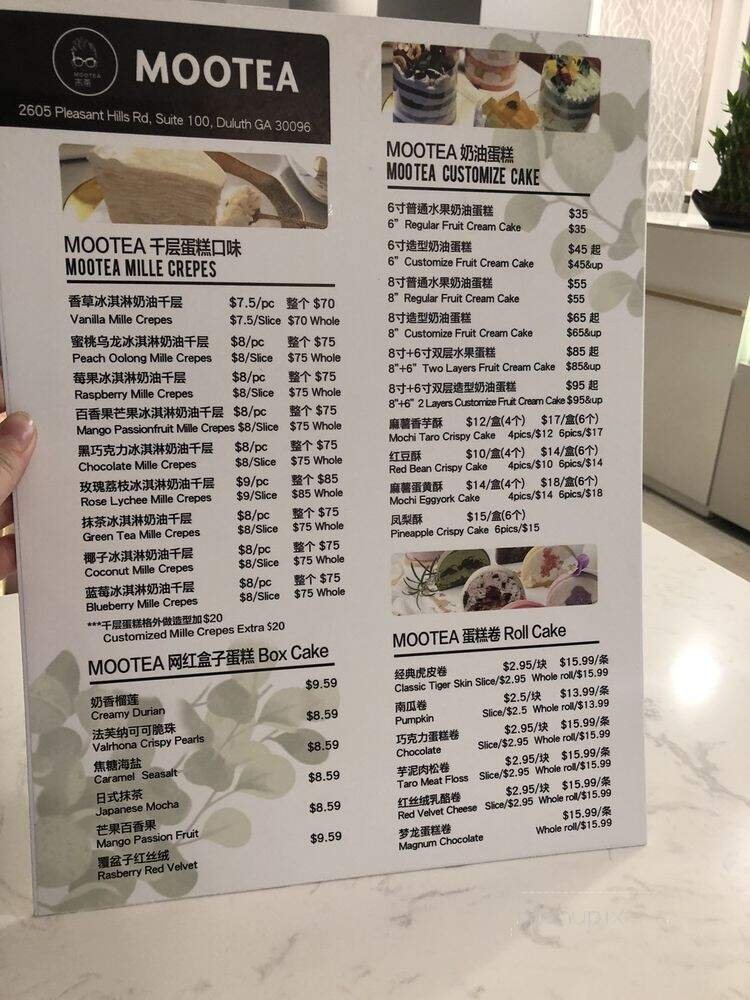 MOOTEA
未茶
MOOTEA
2605 Pleasant Hills Rd, Suite 100, Duluth GA 30096
MOOTEA 千层蛋糕口味
MOOTEA MILLE CREPES
香草冰淇淋奶油千层 $7.5/pc 整个 $70
Vanilla Mille Crepes $7.5/Slice $70 Whole
蜜桃乌龙冰淇淋奶油千层 $8/pc 整个 $75
Peach Oolong Mille Crepes $8/Slice $75 Whole
莓果冰淇淋奶油千层 $8/pc 整个 $75
Raspberry Mille Crepes $8/Slice $75 Whole
百香果芒果冰淇淋奶油千层 $8/pc 整个 $75
Mango Passionfruit Mille Crepes $8/Slice $75 Whole
黑巧克力冰淇淋奶油千层 $8/pc 整个 $75
Chocolate Mille Crepes $8/Slice $75 Whole
玫瑰荔枝冰淇淋奶油千层 $9/pc 整个 $85
Rose Lychee Mille Crepes $9/Slice $85 Whole
抹茶冰淇淋奶油千层 $8/pc 整个 $75
Green Tea Mille Crepes $8/Slice $75 Whole
椰子冰淇淋奶油千层 $8/pc 整个 $75
Coconut Mille Crepes $8/Slice $75 Whole
蓝莓冰淇淋奶油千层 $8/pc 整个 $75
Blueberry Mille Crepes $8/Slice $75 Whole
***千层蛋糕格外做造型加$20
Customized Mille Crepes Extra $20
MOOTEA 网红盒子蛋糕 Box Cake
奶香榴莲 $9.59
Creamy Durian
法芙纳可可脆珠 $8.59
Valrhona Crispy Pearls
焦糖海盐 $8.59
Caramel Seasalt
日式抹茶 $8.59
Japanese Mocha
芒果百香果 $8.59
Mango Passion Fruit
覆盆子红丝绒 $9.59
Rasberry Red Velvet
MOOTEA 奶油蛋糕
MOOTEA CUSTOMIZE CAKE
6寸普通水果奶油蛋糕 $35
6" Regular Fruit Cream Cake $35
6寸造型奶油蛋糕 $45 起
6" Customize Fruit Cream Cake $45&up
8寸普通水果奶油蛋糕 $55
8" Regular Fruit Cream Cake $55
8寸造型奶油蛋糕 $65 起
8" Customize Fruit Cream Cake $65&up
8寸+6寸双层水果蛋糕 $85 起
8"+6" Two Layers Fruit Cream Cake $85&up
8寸+6寸双层造型奶油蛋糕 $95 起
8"+6" 2 Layers Customize Fruit Cream Cake $95&up
麻薯香芋酥 $12/盒(4个) $17/盒(6个)
Mochi Taro Crispy Cake 4pics/$12 6pics/$17
红豆酥 $10/盒(4个) $14/盒(6个)
Red Bean Crispy Cake 4pics/$10 6pics/$14
麻薯蛋黄酥 $14/盒(4个) $18/盒(6个)
Mochi Eggyork Cake 4pics/$14 6pics/$18
凤梨酥 $15/盒(6个)
Pineapple Crispy Cake 6pics/$15
MOOTEA 蛋糕卷 Roll Cake
经典虎皮卷 $2.95/块 $15.99/条
Classic Tiger Skin Slice/$2.95 Whole roll/$15.99
南瓜卷 $2.5/块 $13.99/条
Pumpkin Slice/$2.5 Whole roll/$13.99
巧克力蛋糕卷 $2.95/块 $15.99/条
Chocolate Slice/$2.95 Whole roll/$15.99
芋泥肉松卷 $2.95/块 $15.99/条
Taro Meat Floss Slice/$2.95 Whole roll/$15.99
红丝绒乳酪卷 $2.95/块 $15.99/条
Red Velvet Cheese Slice/$2.95 Whole roll/$15.99
梦龙蛋糕卷 $15.99/条
Magnum Chocolate Whole roll/$15.99